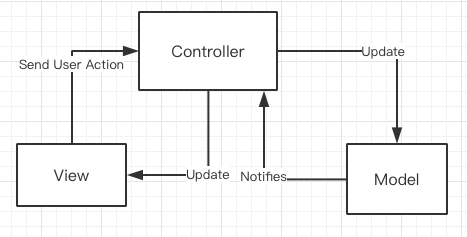 Controller
Update
Send User Action
View
Update
Notifies
Model